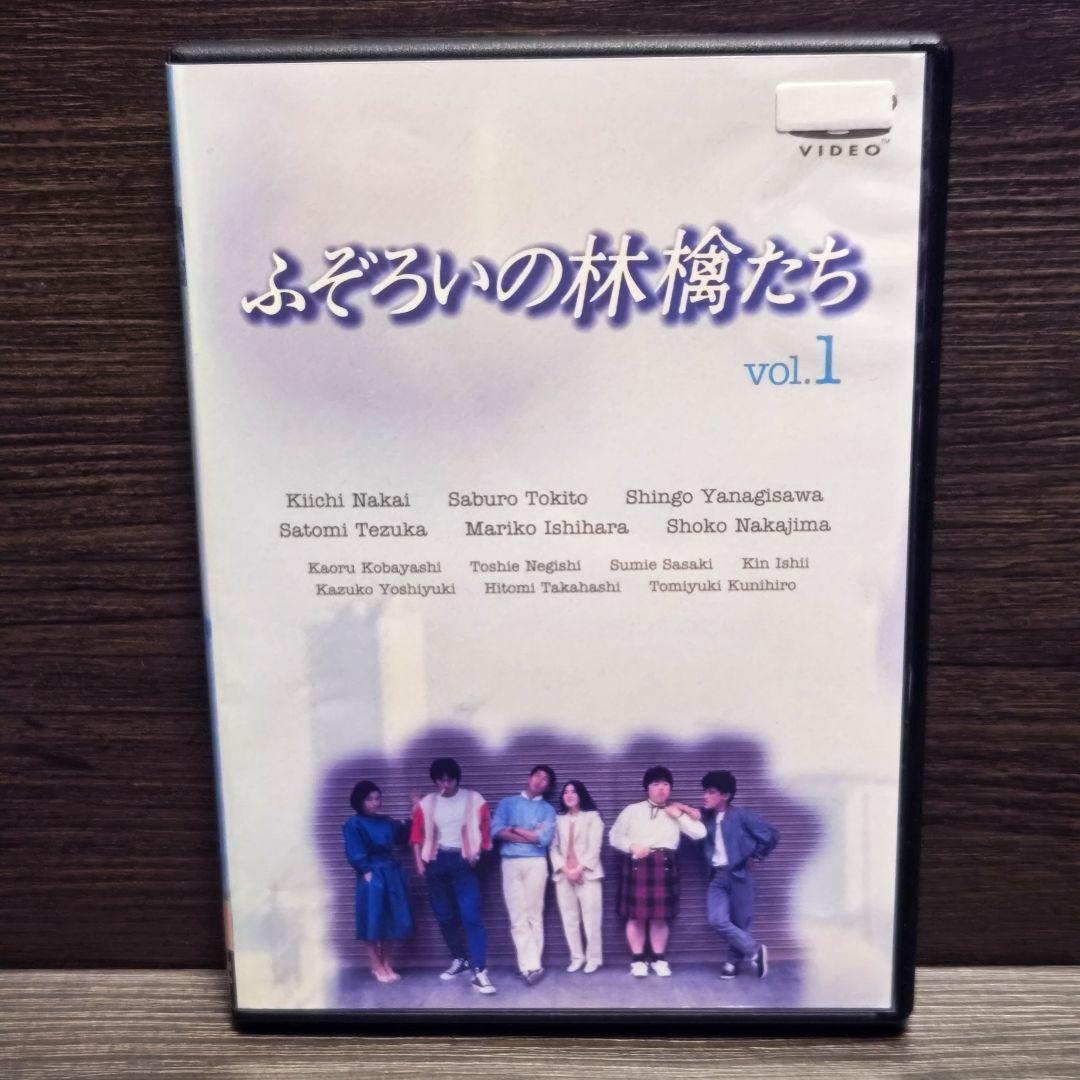 VIDEO™
ふぞろいの林檎たち
vol.1
Kiichi Nakai Saburo Tokito Shingo Yanagisawa
Satomi Tezuka Mariko Ishihara Shoko Nakajima
Kaoru Kobayashi Toshie Negishi Sumie Sasaki Kin Ishii
Kazuko Yoshiyuki Hitomi Takahashi Tomiyuki Kunihiro